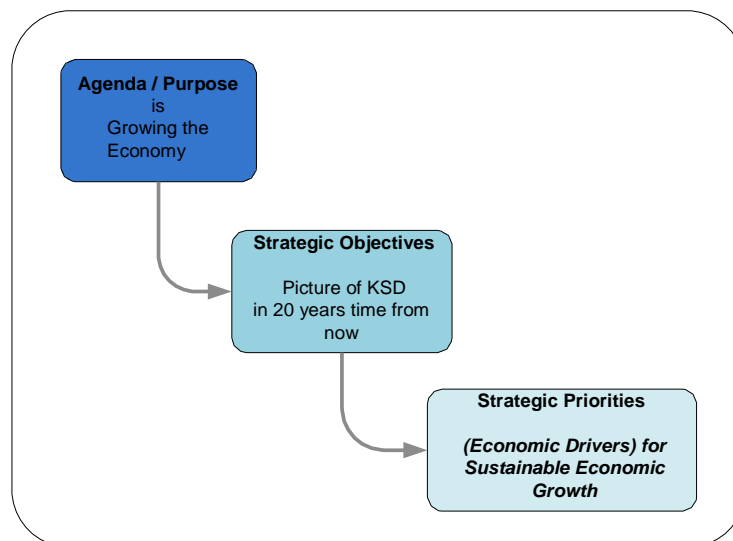 Agenda / Purpose
is
Growing the
Economy
Strategic Objectives
Picture of KSD
in 20 years time from
now
Strategic Priorities
(Economic Drivers) for
Sustainable Economic
Growth